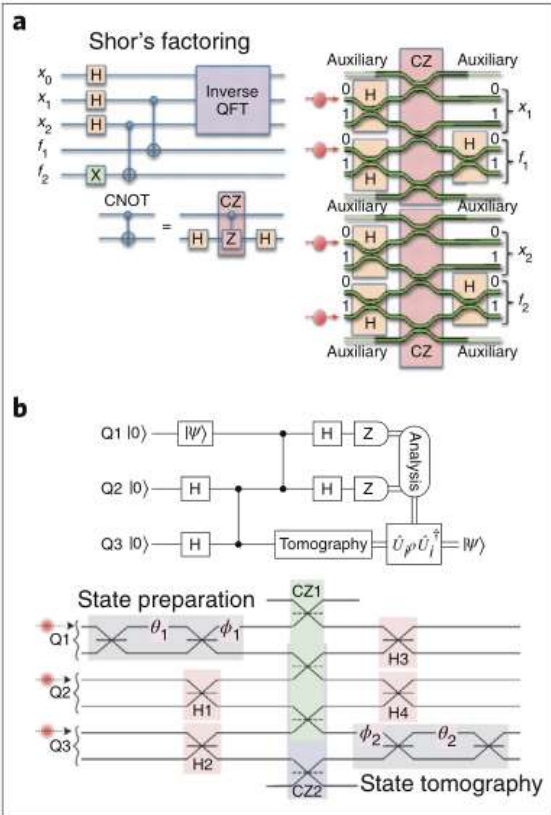 a
Shor's factoring
x0
x1
x2
f1
f2
H
H
H
X
Inverse
QFT
CNOT
=
CZ
H
Z
H
Auxiliary
CZ
Auxiliary
0
H
0
1
1
x1
0
H
0
1
H
1
f1
Auxiliary
Auxiliary
0
H
0
1
1
x2
0
H
0
1
H
1
f2
Auxiliary
CZ
Auxiliary
b
Q1 |0⟩
|Ψ⟩
H
Z
Analysis
Q2 |0⟩
H
H
Z
Q3 |0⟩
H
Tomography
ÛiρÛi†
|Ψ⟩
State preparation
CZ1
Q1
θ1
ϕ1
H3
Q2
H1
H4
Q3
H2
ϕ2
θ2
CZ2
State tomography